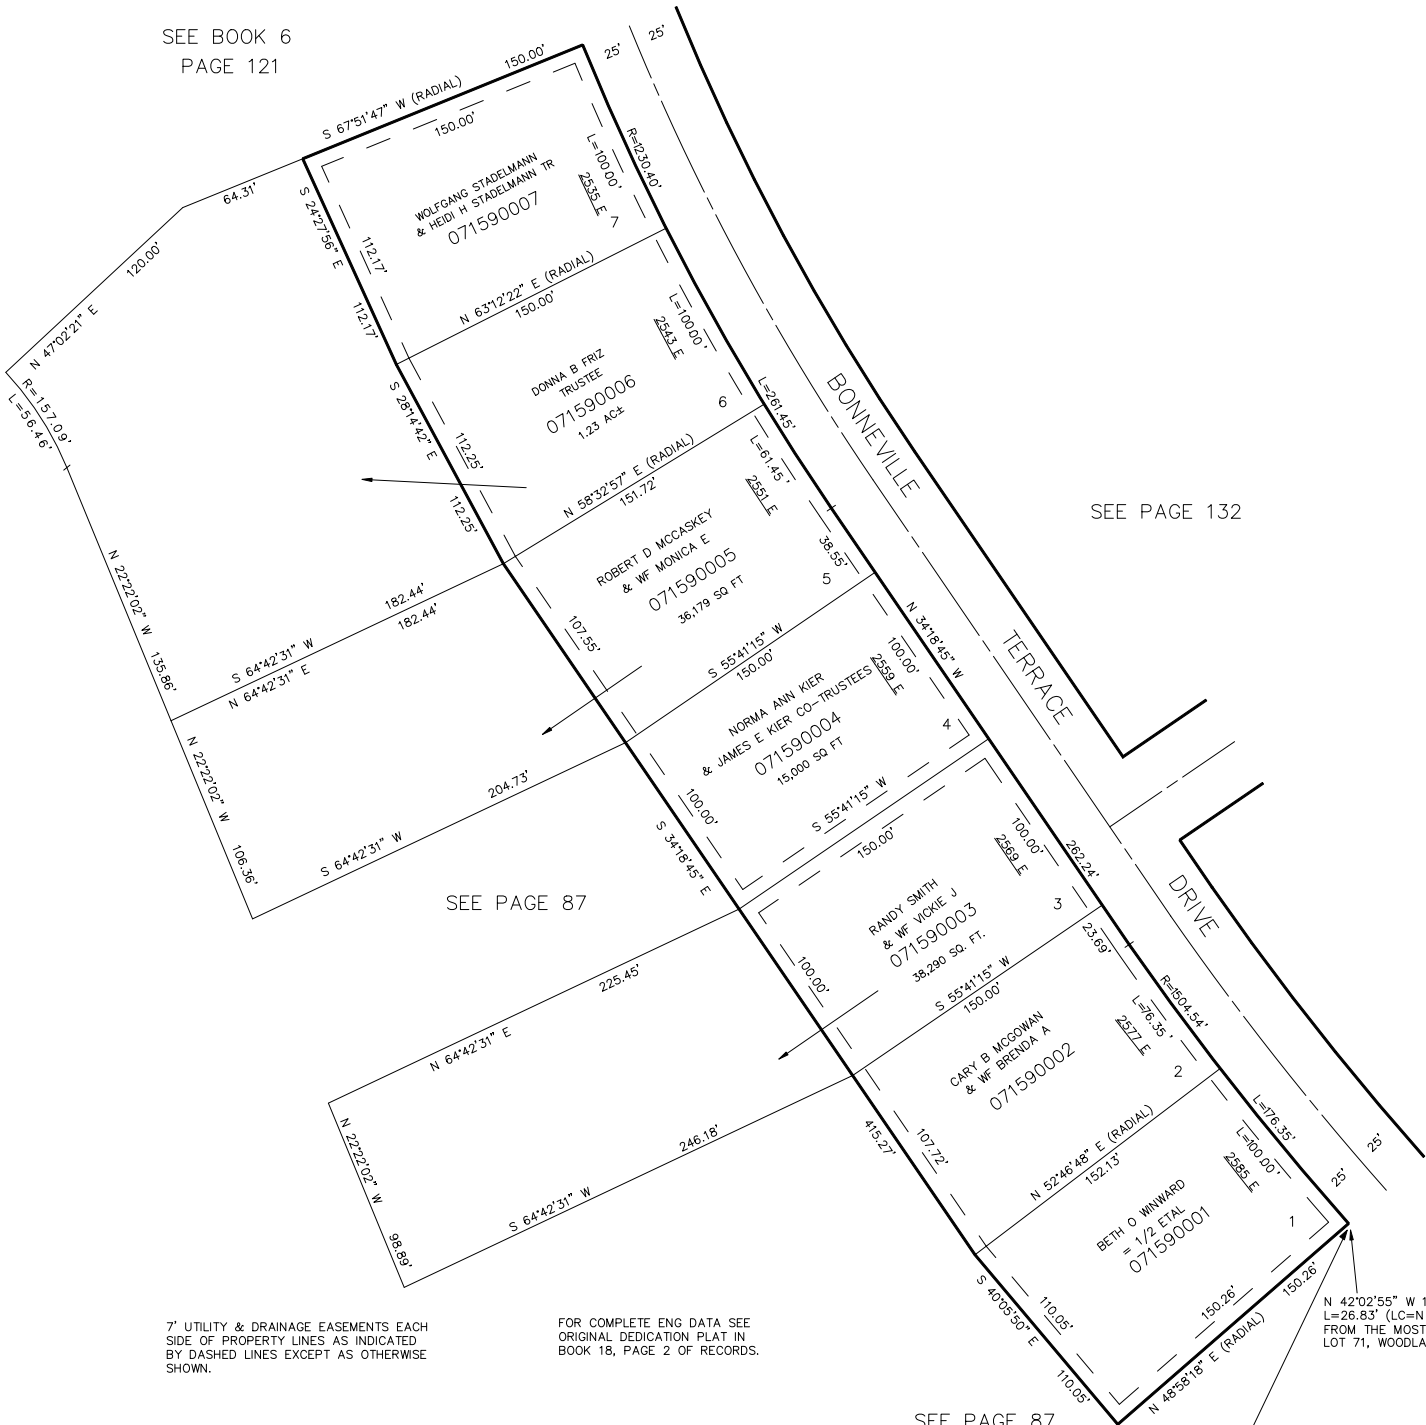 SEE BOOK 6
PAGE 121
25'
25'
150.00'
S 67°51'47" W (RADIAL)
150.00'
64.31'
120.00'
N 47°02'21" E
R=157.09'
L=56.46'
S 24°27'56" E
112.17'
112.17'
WOLFGANG STADELMANN
& HEIDI H STADELMANN TR
071590007
L=100.00'
R=1230.40'
2535 E
7
N 63°12'22" E (RADIAL)
150.00'
S 28°14'42" E
112.25'
112.25'
DONNA B FRIZ
TRUSTEE
071590006
1.23 AC±
L=100.00'
2543 E
6
L=261.45'
N 58°32'57" E (RADIAL)
151.72'
BONNEVILLE
TERRACE
DRIVE
SEE PAGE 132
N 22°22'02" W
135.86'
S 64°42'31" W
182.44'
N 64°42'31" E
182.44'
ROBERT D MCCASKEY
& WF MONICA E
071590005
36,179 SQ FT
L=61.45'
2551 E
38.55'
5
107.55'
S 55°41'15" W
150.00'
N 34°18'45" W
N 22°22'02" W
106.36'
S 64°42'31" W
204.73'
NORMA ANN KIER
& JAMES E KIER CO-TRUSTEES
071590004
15,000 SQ FT
100.00'
2559 E
4
100.00'
S 34°18'45" E
S 55°41'15" W
150.00'
SEE PAGE 87
RANDY SMITH
& WF VICKIE J
071590003
38,290 SQ. FT.
100.00'
2569 E
3
262.24'
100.00'
S 55°41'15" W
150.00'
N 64°42'31" E
225.45'
N 22°22'02" W
98.89'
S 64°42'31" W
246.18'
CARY B MCGOWAN
& WF BRENDA A
071590002
23.69'
L=76.35'
2577 E
2
R=1504.54'
415.27'
107.72'
N 52°46'48" E (RADIAL)
152.13'
L=176.35'
BETH O WINWARD
= 1/2 ETAL
071590001
L=100.00'
2585 E
1
25'
25'
S 40°05'50" E
110.05'
110.05'
150.26'
150.26'
N 48°58'18" E (RADIAL)
N 42°02'55" W 1
L=26.83' (LC=N
FROM THE MOST
LOT 71, WOODLA
7' UTILITY & DRAINAGE EASEMENTS EACH
SIDE OF PROPERTY LINES AS INDICATED
BY DASHED LINES EXCEPT AS OTHERWISE
SHOWN.
FOR COMPLETE ENG DATA SEE
ORIGINAL DEDICATION PLAT IN
BOOK 18, PAGE 2 OF RECORDS.
SEE PAGE 87